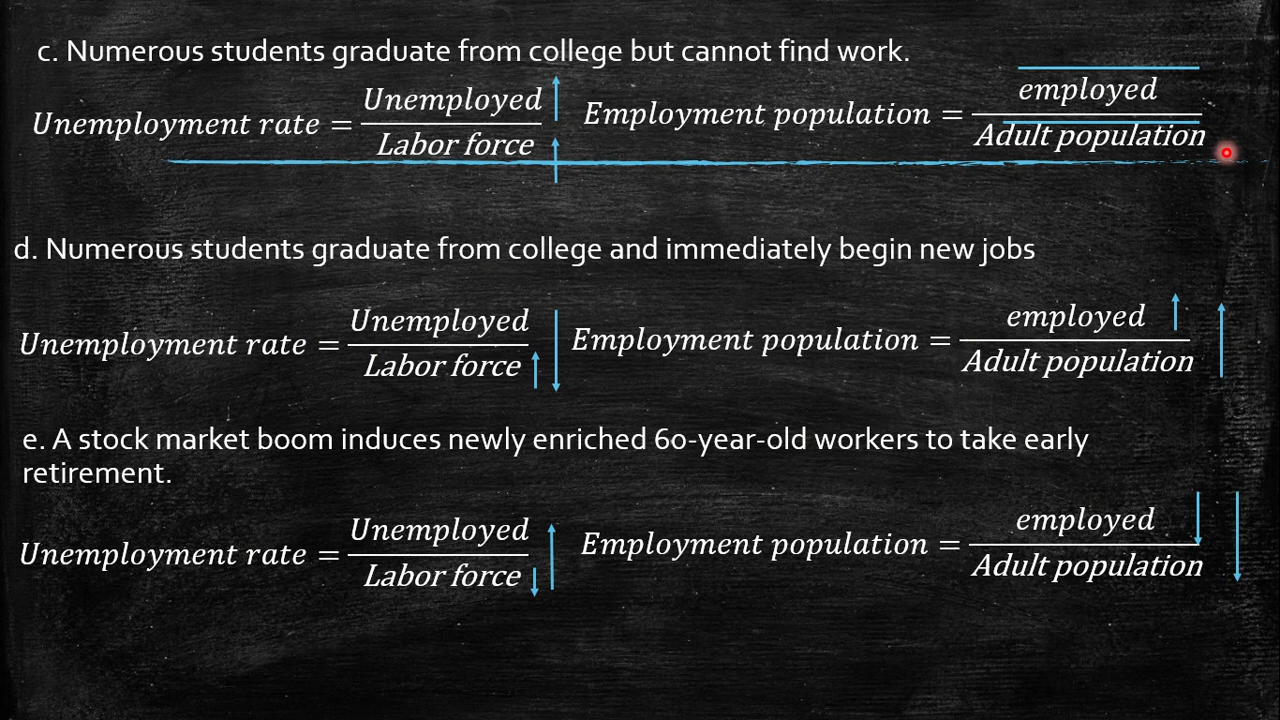 c. Numerous students graduate from college but cannot find work.
Unemployment rate = Unemployed / Labor force   Employment population = employed / Adult population
d. Numerous students graduate from college and immediately begin new jobs
Unemployment rate = Unemployed / Labor force   Employment population = employed / Adult population
e. A stock market boom induces newly enriched 60-year-old workers to take early
retirement.
Unemployment rate = Unemployed / Labor force   Employment population = employed / Adult population